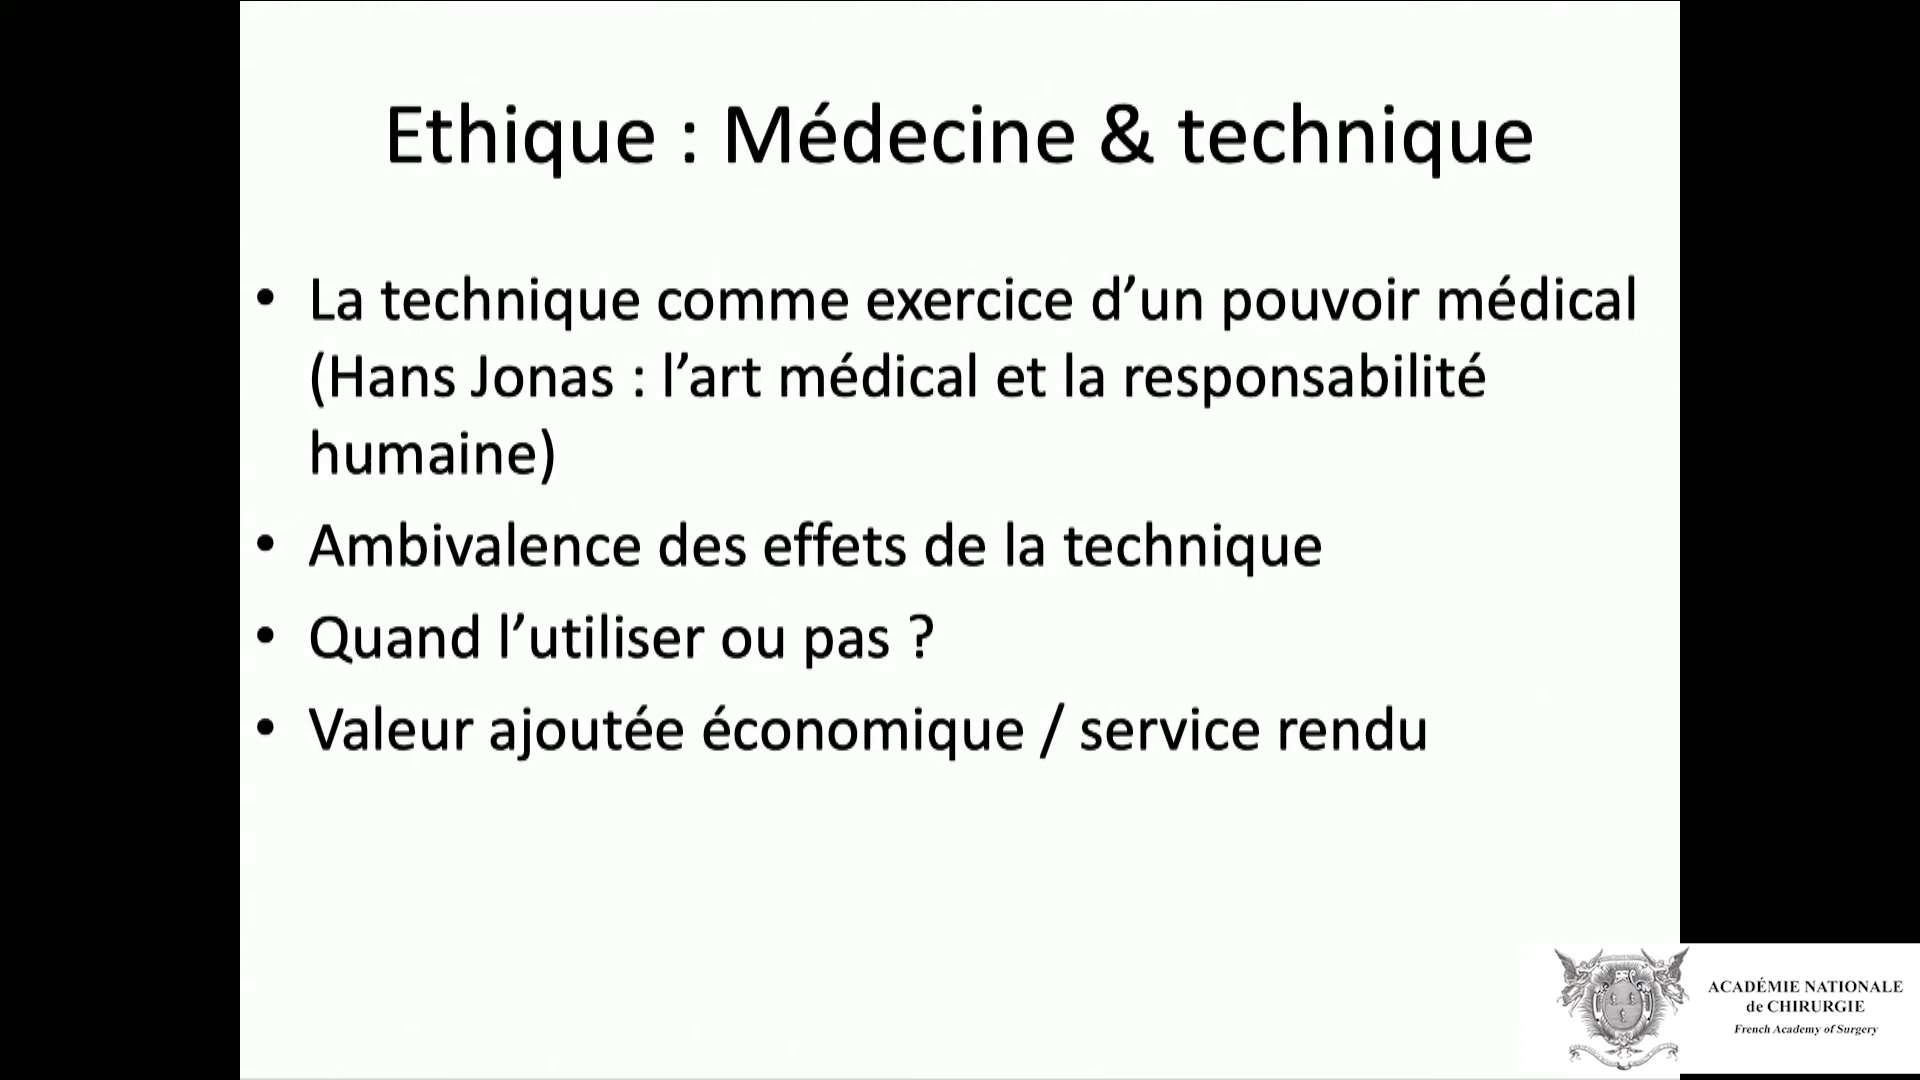 Ethique : Médecine & technique
• La technique comme exercice d’un pouvoir médical
(Hans Jonas : l’art médical et la responsabilité
humaine)
• Ambivalence des effets de la technique
• Quand l’utiliser ou pas ?
• Valeur ajoutée économique / service rendu
ACADÉMIE NATIONALE
de CHIRURGIE
French Academy of Surgery